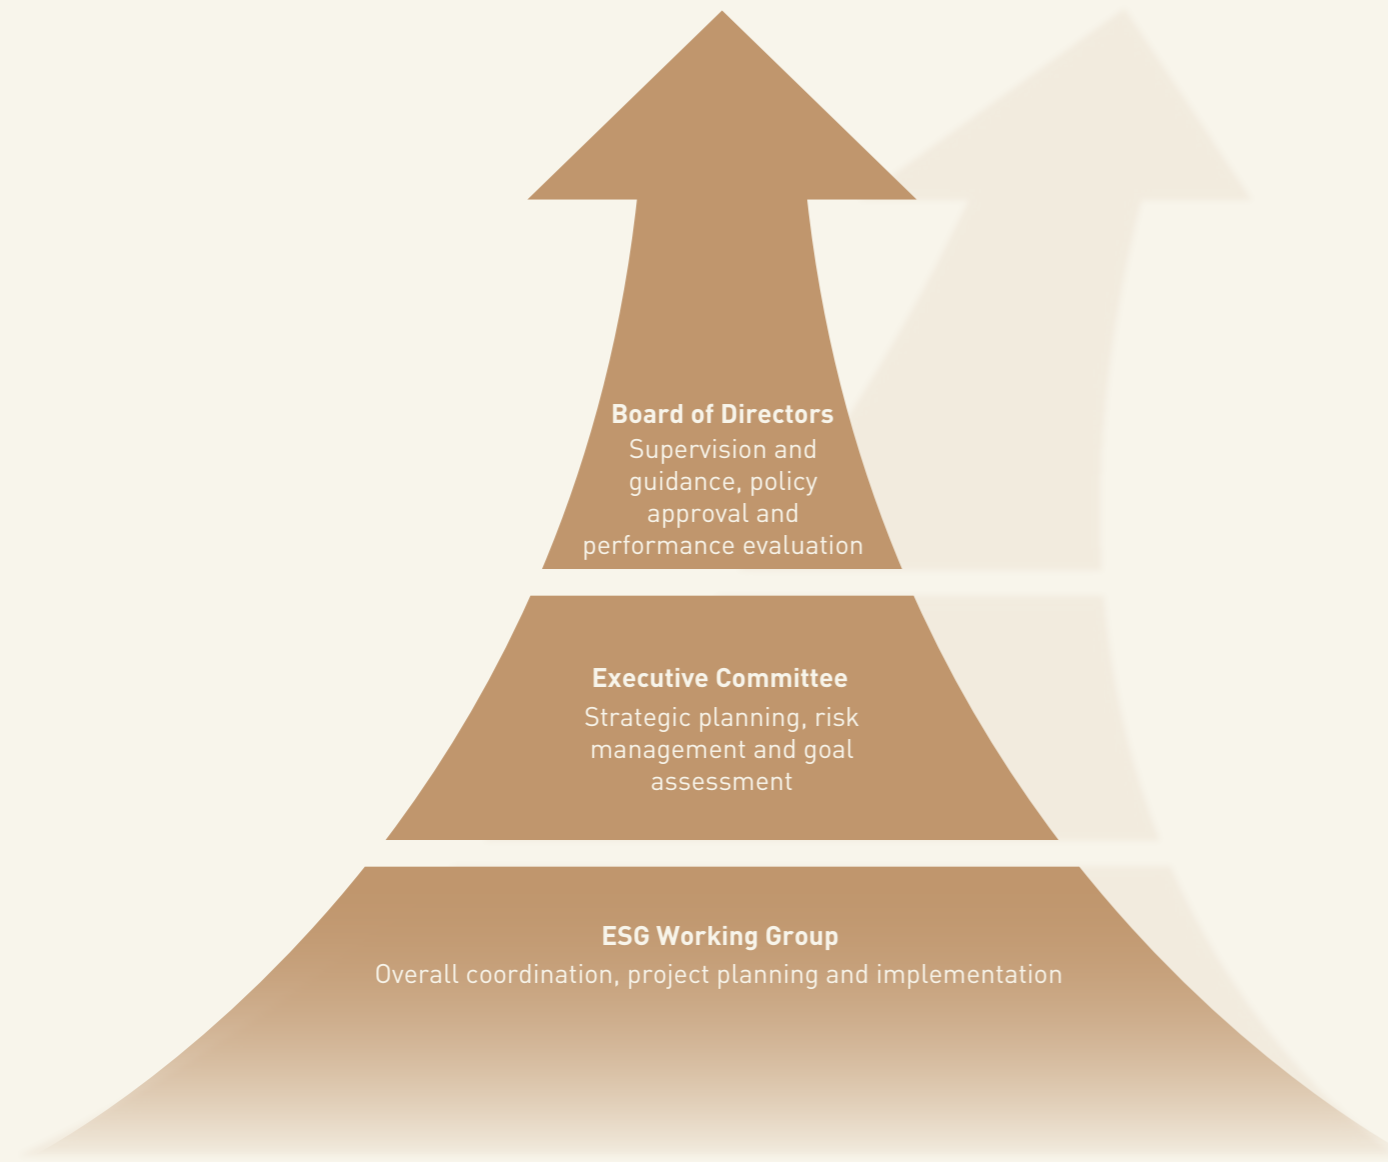 Board of Directors
Supervision and
guidance, policy
approval and
performance evaluation
Executive Committee
Strategic planning, risk
management and goal
assessment
ESG Working Group
Overall coordination, project planning and implementation